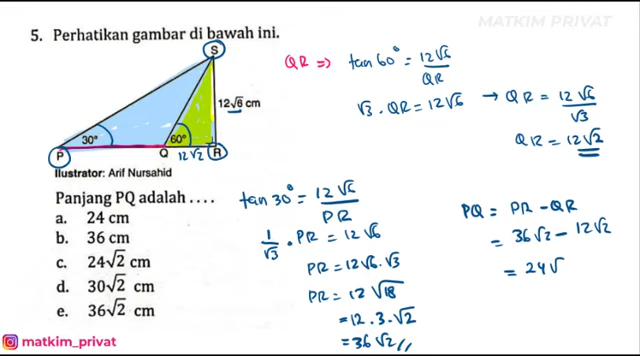 MATKIM PRIVAT
5. Perhatikan gambar di bawah ini.
S
12√6 cm
30°
60°
P
Q
12√2
R
Ilustrator: Arif Nursahid
Panjang PQ adalah ....
a. 24 cm
b. 36 cm
c. 24√2 cm
d. 30√2 cm
e. 36√2 cm
QR ⇒ tan 60° = 12√6 / QR
√3 . QR = 12√6 → QR = 12√6 / √3
QR = 12√2
tan 30° = 12√6 / PR
1/√3 . PR = 12√6
PR = 12√6 . √3
PR = 12√18
= 12 . 3 . √2
= 36√2 //
PQ = PR - QR
= 36√2 - 12√2
= 24√
matkim_privat